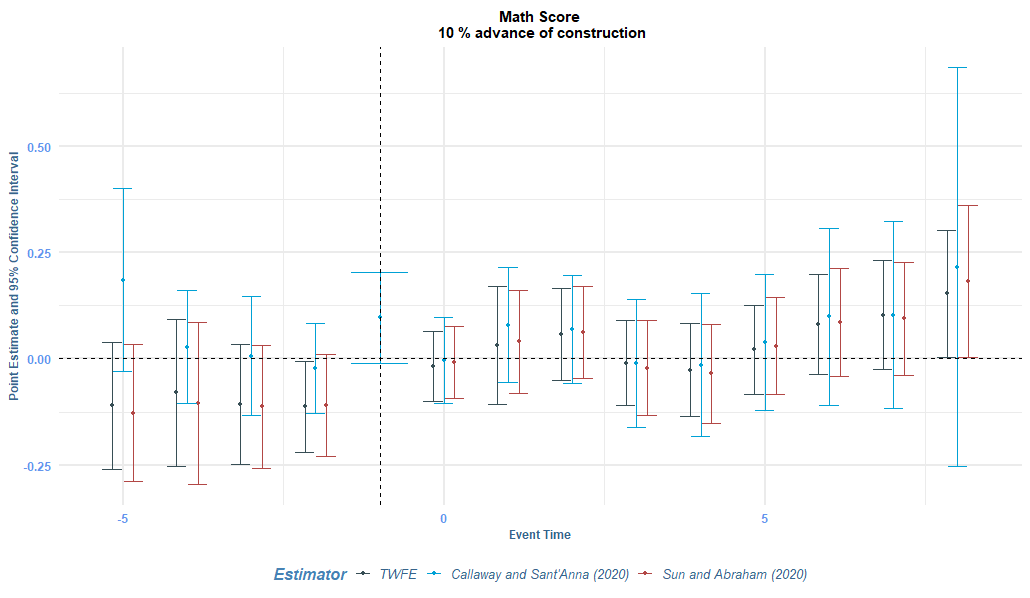 Math Score
10 % advance of construction
Point Estimate and 95% Confidence Interval
0.50
0.25
0.00
-0.25
-5
0
5
Event Time
Estimator TWFE Callaway and Sant'Anna (2020) Sun and Abraham (2020)